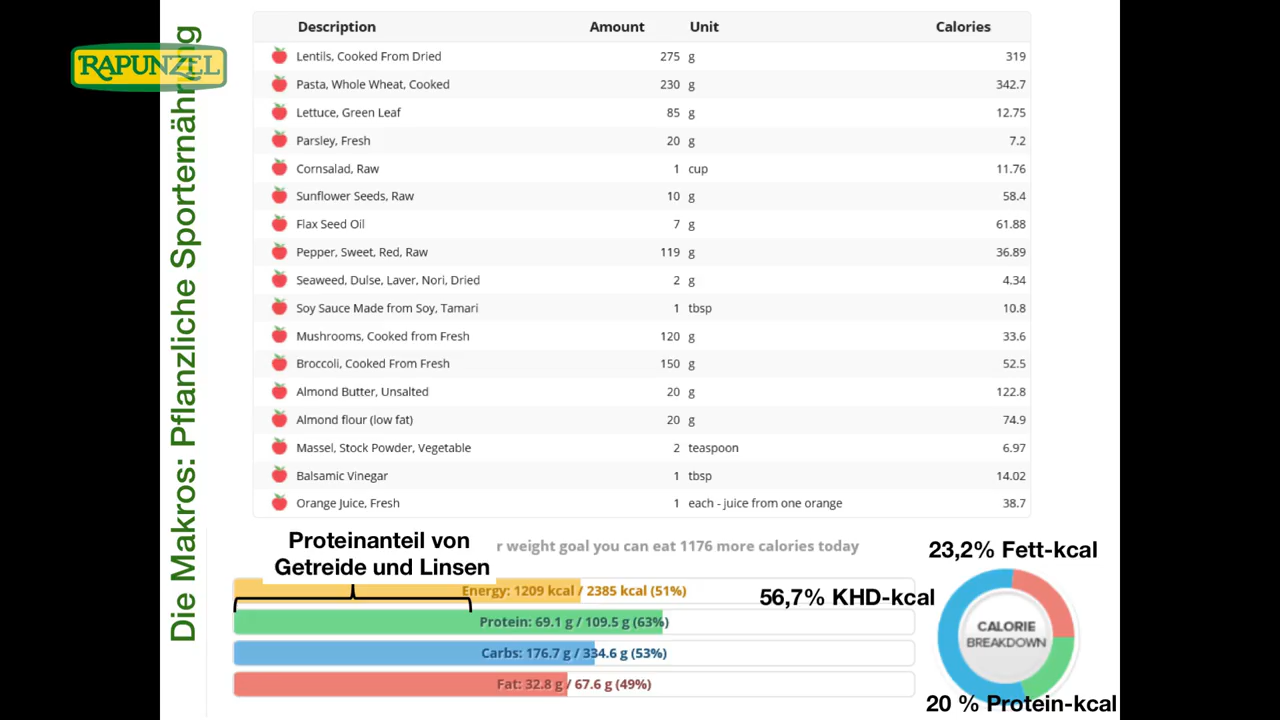 Die Makros: Pflanzliche Sporternährung
RAPUNZEL
Description Amount Unit Calories
Lentils, Cooked From Dried 275 g 319
Pasta, Whole Wheat, Cooked 230 g 342.7
Lettuce, Green Leaf 85 g 12.75
Parsley, Fresh 20 g 7.2
Cornsalad, Raw 1 cup 11.76
Sunflower Seeds, Raw 10 g 58.4
Flax Seed Oil 7 g 61.88
Pepper, Sweet, Red, Raw 119 g 36.89
Seaweed, Dulse, Laver, Nori, Dried 2 g 4.34
Soy Sauce Made from Soy, Tamari 1 tbsp 10.8
Mushrooms, Cooked from Fresh 120 g 33.6
Broccoli, Cooked From Fresh 150 g 52.5
Almond Butter, Unsalted 20 g 122.8
Almond flour (low fat) 20 g 74.9
Massel, Stock Powder, Vegetable 2 teaspoon 6.97
Balsamic Vinegar 1 tbsp 14.02
Orange Juice, Fresh 1 each - juice from one orange 38.7
Proteinanteil von
Getreide und Linsen
r weight goal you can eat 1176 more calories today
23,2% Fett-kcal
Energy: 1209 kcal / 2385 kcal (51%)
56,7% KHD-kcal
Protein: 69.1 g / 109.5 g (63%)
CALORIE
BREAKDOWN
Carbs: 176.7 g / 334.6 g (53%)
Fat: 32.8 g / 67.6 g (49%)
20 % Protein-kcal